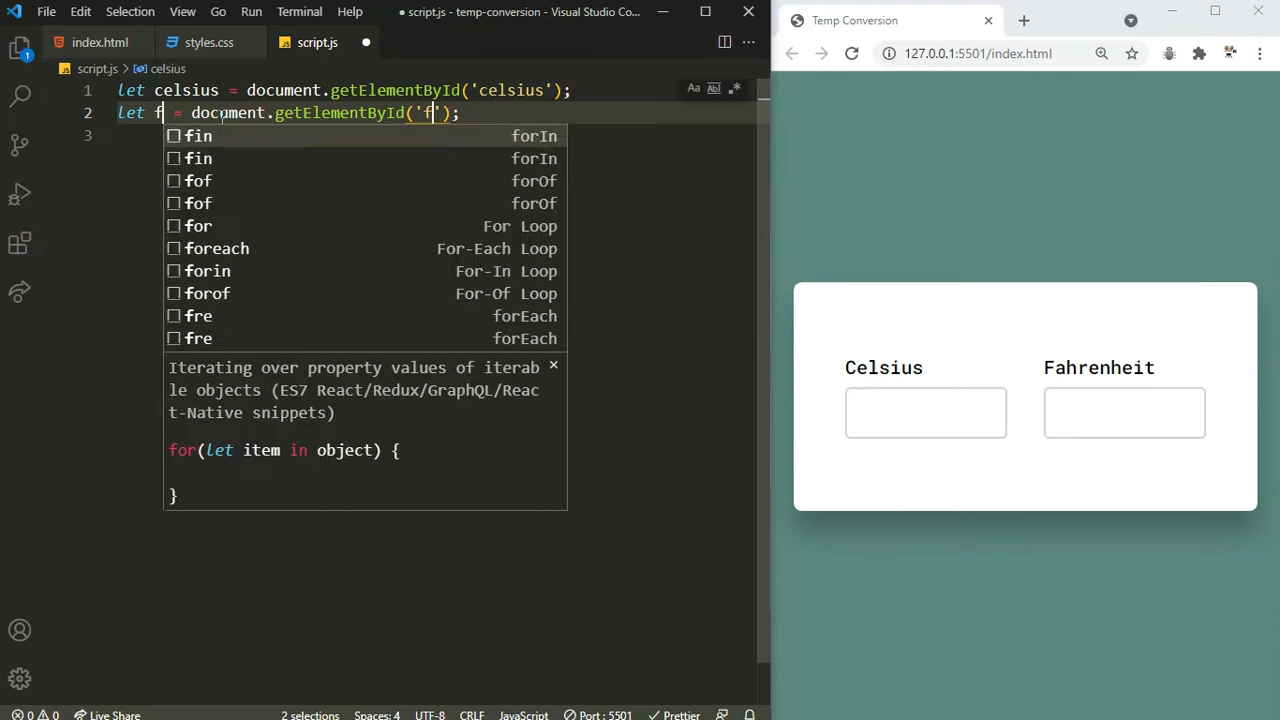 File Edit Selection View Go Run Terminal Help ● script.js - temp-conversion - Visual Studio Co...
index.html styles.css script.js
script.js > celsius
1 let celsius = document.getElementById('celsius');
2 let f = document.getElementById('f');
3
Aa Abl .*
fin forIn
fin forIn
fof forOf
fof forOf
for For Loop
foreach For-Each Loop
forin For-In Loop
forof For-Of Loop
fre forEach
fre forEach
Iterating over property values of iterab
le objects (ES7 React/Redux/GraphQL/Reac
t-Native snippets)
for(let item in object) {
}
1
0 0 Live Share 2 selections Spaces: 4 UTF-8 CRLF JavaScript Port : 5501 Prettier
Temp Conversion
127.0.0.1:5501/index.html
Celsius Fahrenheit